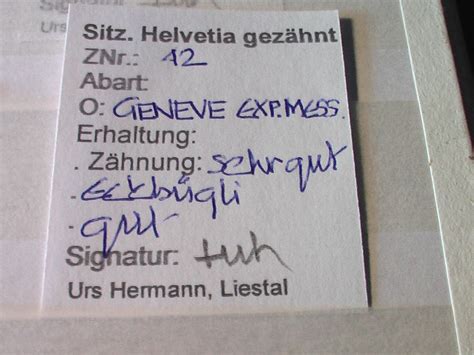 Urs
Sitz. Helvetia gezähnt
ZNr.: 12
Abart:
O: GENEVE EXP.MESS.
Erhaltung:
. Zähnung: sehr gut
. Eckbügli
. gut
Signatur:
Urs Hermann, Liestal